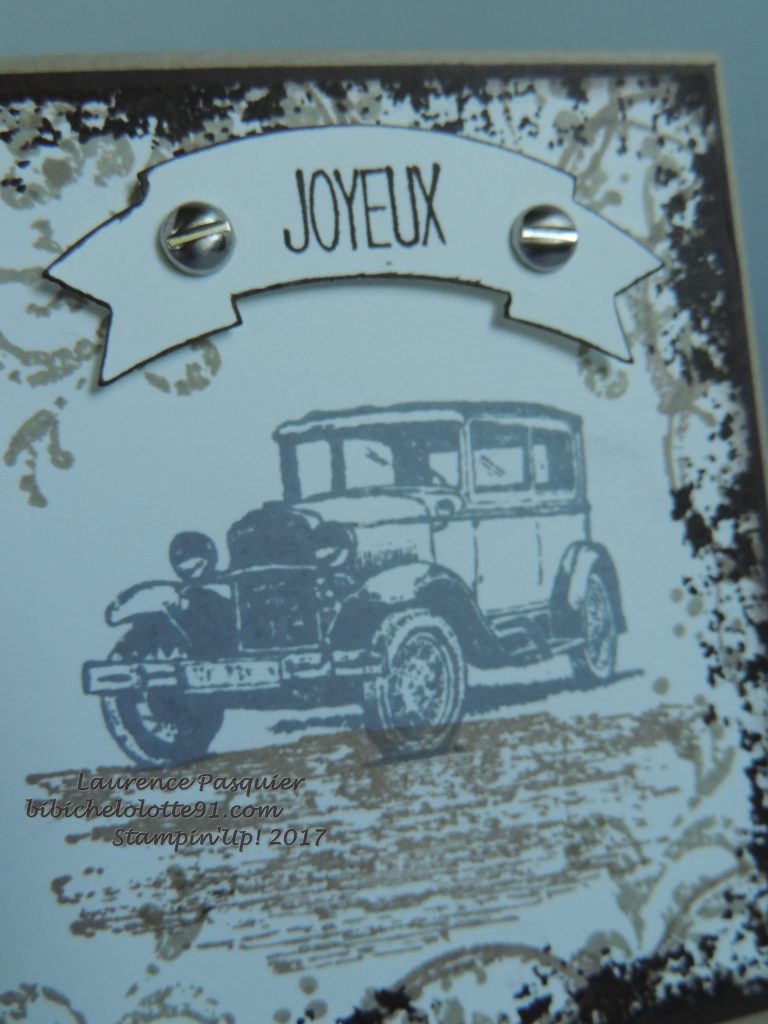 JOYEUX
Laurence Pasquier
bibichelolotte91.com
Stampin'Up! 2017